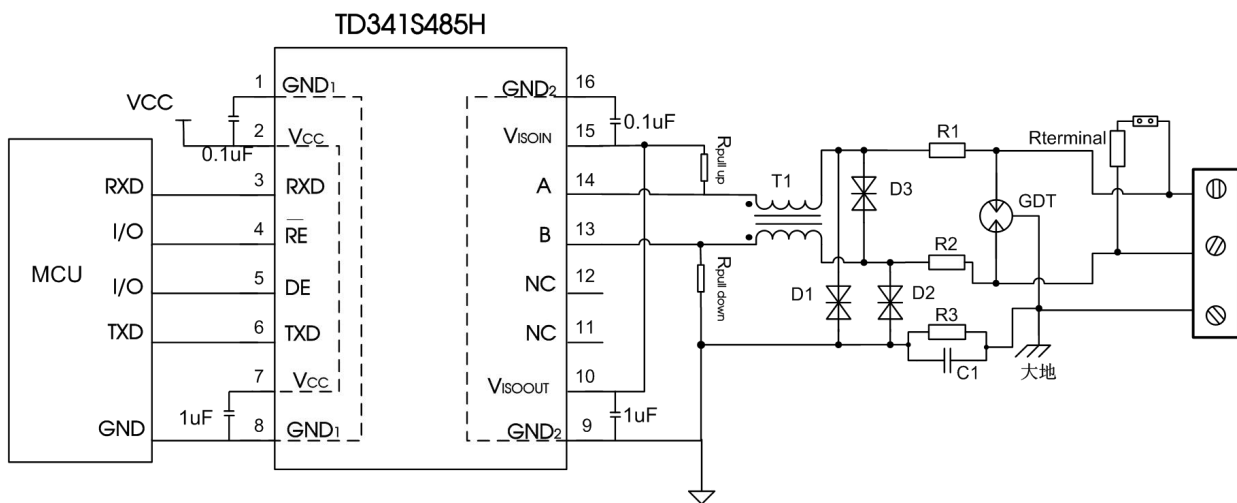 TD341S485H
1
GND1
GND2
16
VCC
0.1uF
2
VCC
VISOIN
15
0.1uF
Rpull up
R1
Rterminal
RXD
3
RXD
A
14
T1
D3
GDT
I/O
4
RE
B
13
R2
MCU
I/O
5
DE
NC
12
Rpull down
D1
D2
TXD
6
TXD
NC
11
R3
C1
大地
7
VCC
VISOOUT
10
1uF
1uF
GND
8
GND1
GND2
9